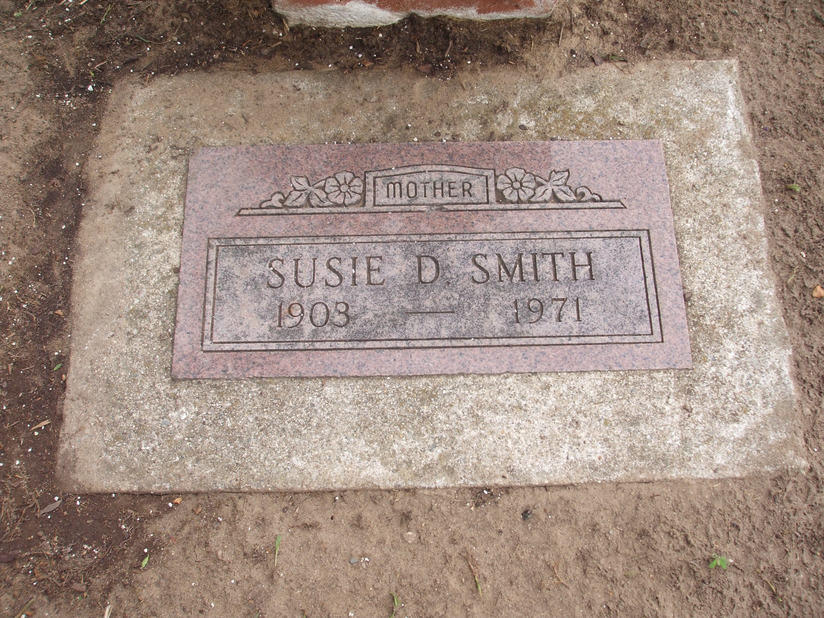 MOTHER
SUSIE D. SMITH
1903 — 1971